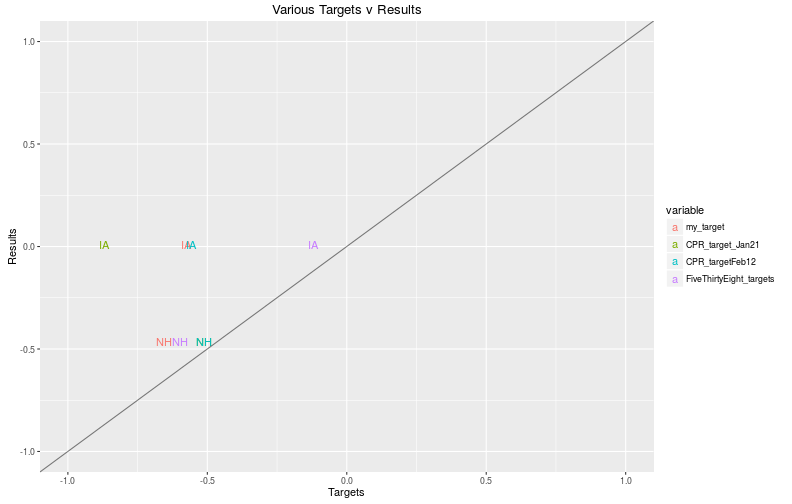 Various Targets v Results
Results
1.0
0.5
0.0
-0.5
-1.0
IA IA IA IA
NH NH NH
-1.0 -0.5 0.0 0.5 1.0
Targets
variable
a my_target
a CPR_target_Jan21
a CPR_targetFeb12
a FiveThirtyEight_targets